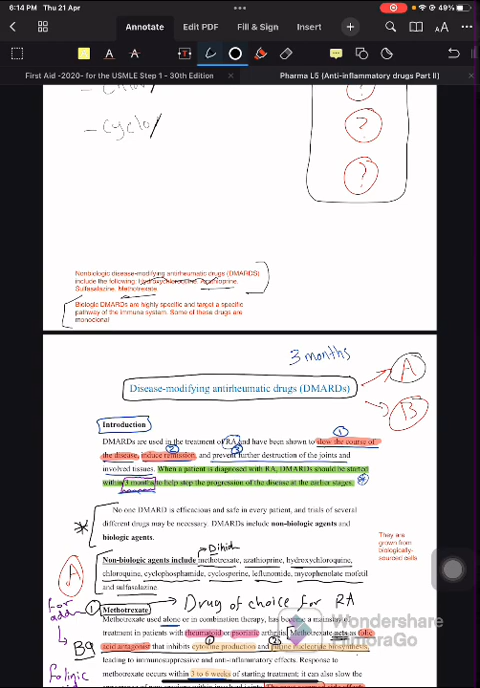 6:14 PM Thu 21 Apr
49%
Annotate Edit PDF Fill & Sign Insert
First Aid -2020- for the USMLE Step 1 - 30th Edition
Pharma L5 (Anti-inflammatory drugs Part II)
- Cyclo/
?
?
?
Nonbiologic disease-modifying antirheumatic drugs (DMARDS)
include the following: Hydroxychloroquine, Azathioprine,
Sulfasalazine, Methotrexate
Biologic DMARDs are highly specific and target a specific
pathway of the immune system. Some of these drugs are
monoclonal
3 months
Disease-modifying antirheumatic drugs (DMARDs)
A
B
Introduction
1
DMARDs are used in the treatment of RA and have been shown to slow the course of
2 3
the disease, induce remission, and prevent further destruction of the joints and
involved tissues. When a patient is diagnosed with RA, DMARDs should be started
within 3 months to help stop the progression of the disease at the earlier stages.
No one DMARD is efficacious and safe in every patient, and trials of several
different drugs may be necessary. DMARDs include non-biologic agents and
biologic agents.
They are
grown from
biologically-
sourced cells
A
Non-biologic agents include methotrexate, azathioprine, hydroxychloroquine,
chloroquine, cyclophosphamide, cyclosporine, leflunomide, mycophenolate mofetil
and sulfasalazine
1 Methotrexate → Drug of choice for RA
Methotrexate used alone or in combination therapy, has become a mainstay of
treatment in patients with rheumatoid or psoriatic arthritis. Methotrexate acts as folic
acid antagonist that inhibits cytokine production and purine nucleotide biosynthesis,
leading to immunosuppressive and anti-inflammatory effects. Response to
methotrexate occurs within 3 to 6 weeks of starting treatment; it can also slow the
B9
Wondershare
MirrorGo